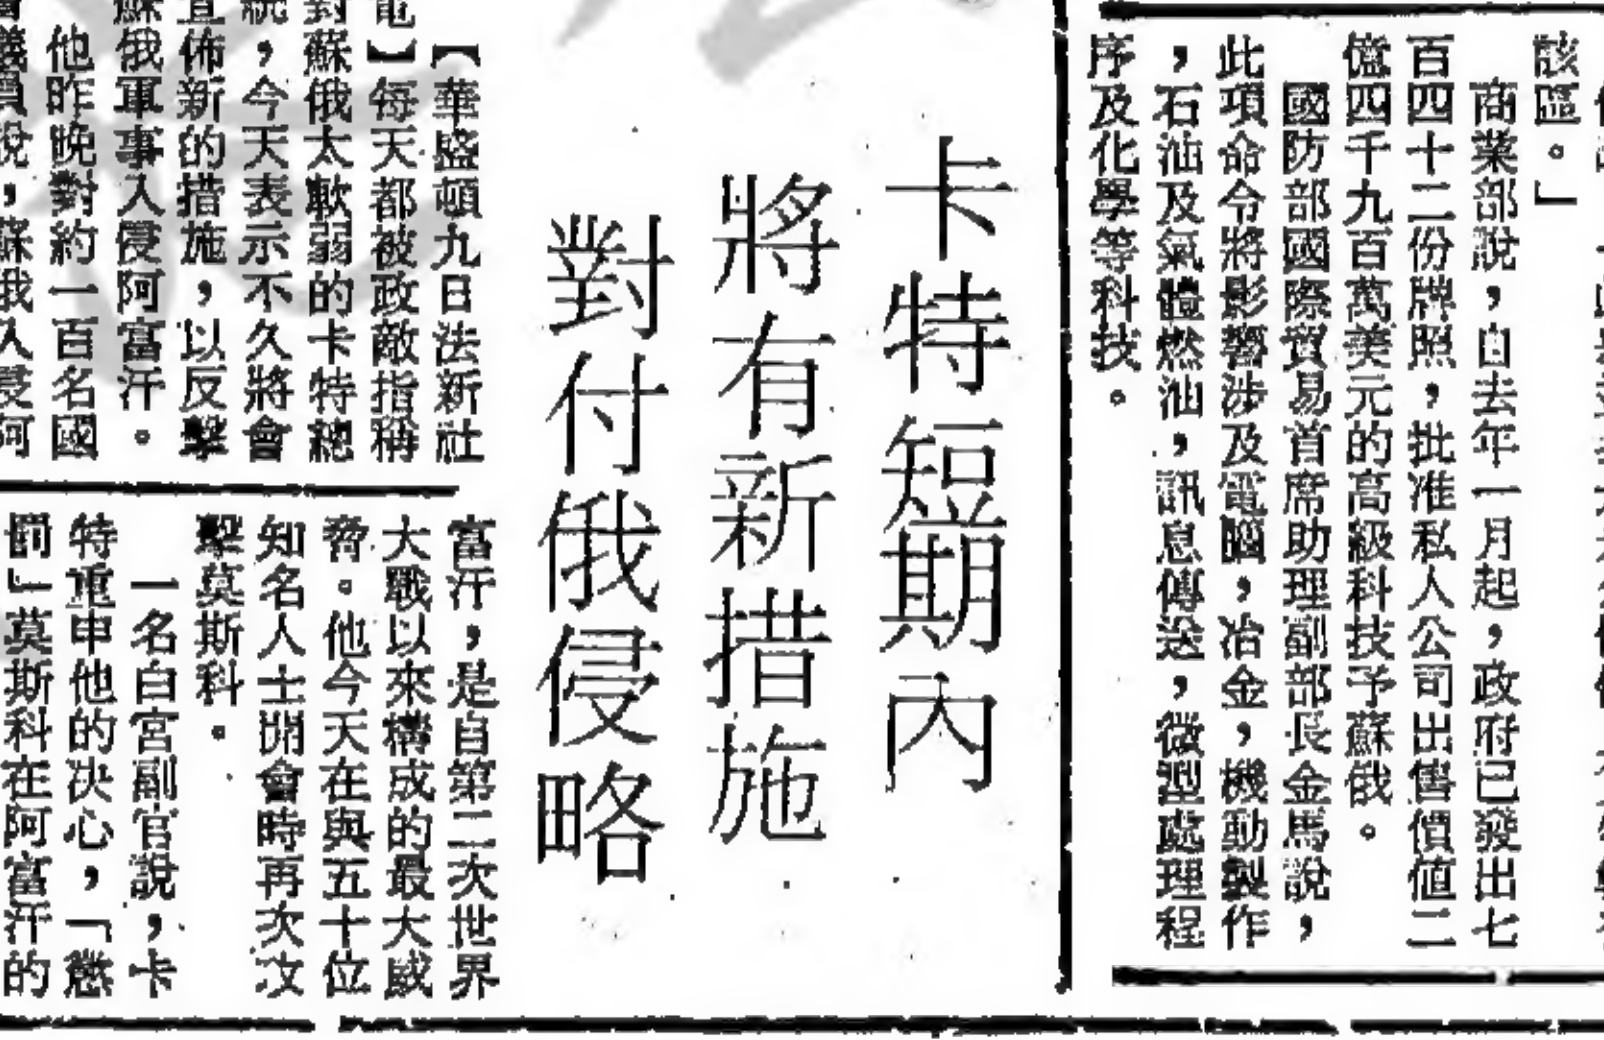 該區。」
商業部說，自去年一月起，政府已發出七
百四十二份牌照，批准私人公司出售價值二
億四千九百萬美元的高級科技予蘇俄。
國防部國際貿易首席助理副部長金馬說，
此項命令將影響涉及電腦，冶金，機動製作
，石油及氣體燃油，訊息傳送，微型處理程
序及化學等科技。
卡特短期內
將有新措施
對付俄侵略
【華盛頓九日法新社
電】每天都被政敵指稱
對蘇俄太軟弱的卡特總
統，今天表示不久將會
宣佈新的措施，以反擊
蘇俄軍事入侵阿富汗。
他昨晚對約一百名國
會議員說，蘇俄入侵阿
富汗，是自第二次世界
大戰以來構成的最大威
脅。他今天在與五十位
知名人士開會時再次
擊莫斯科。
一名白宮副官說，卡
特重申他的決心，「懲
罰」莫斯科在阿富汗的